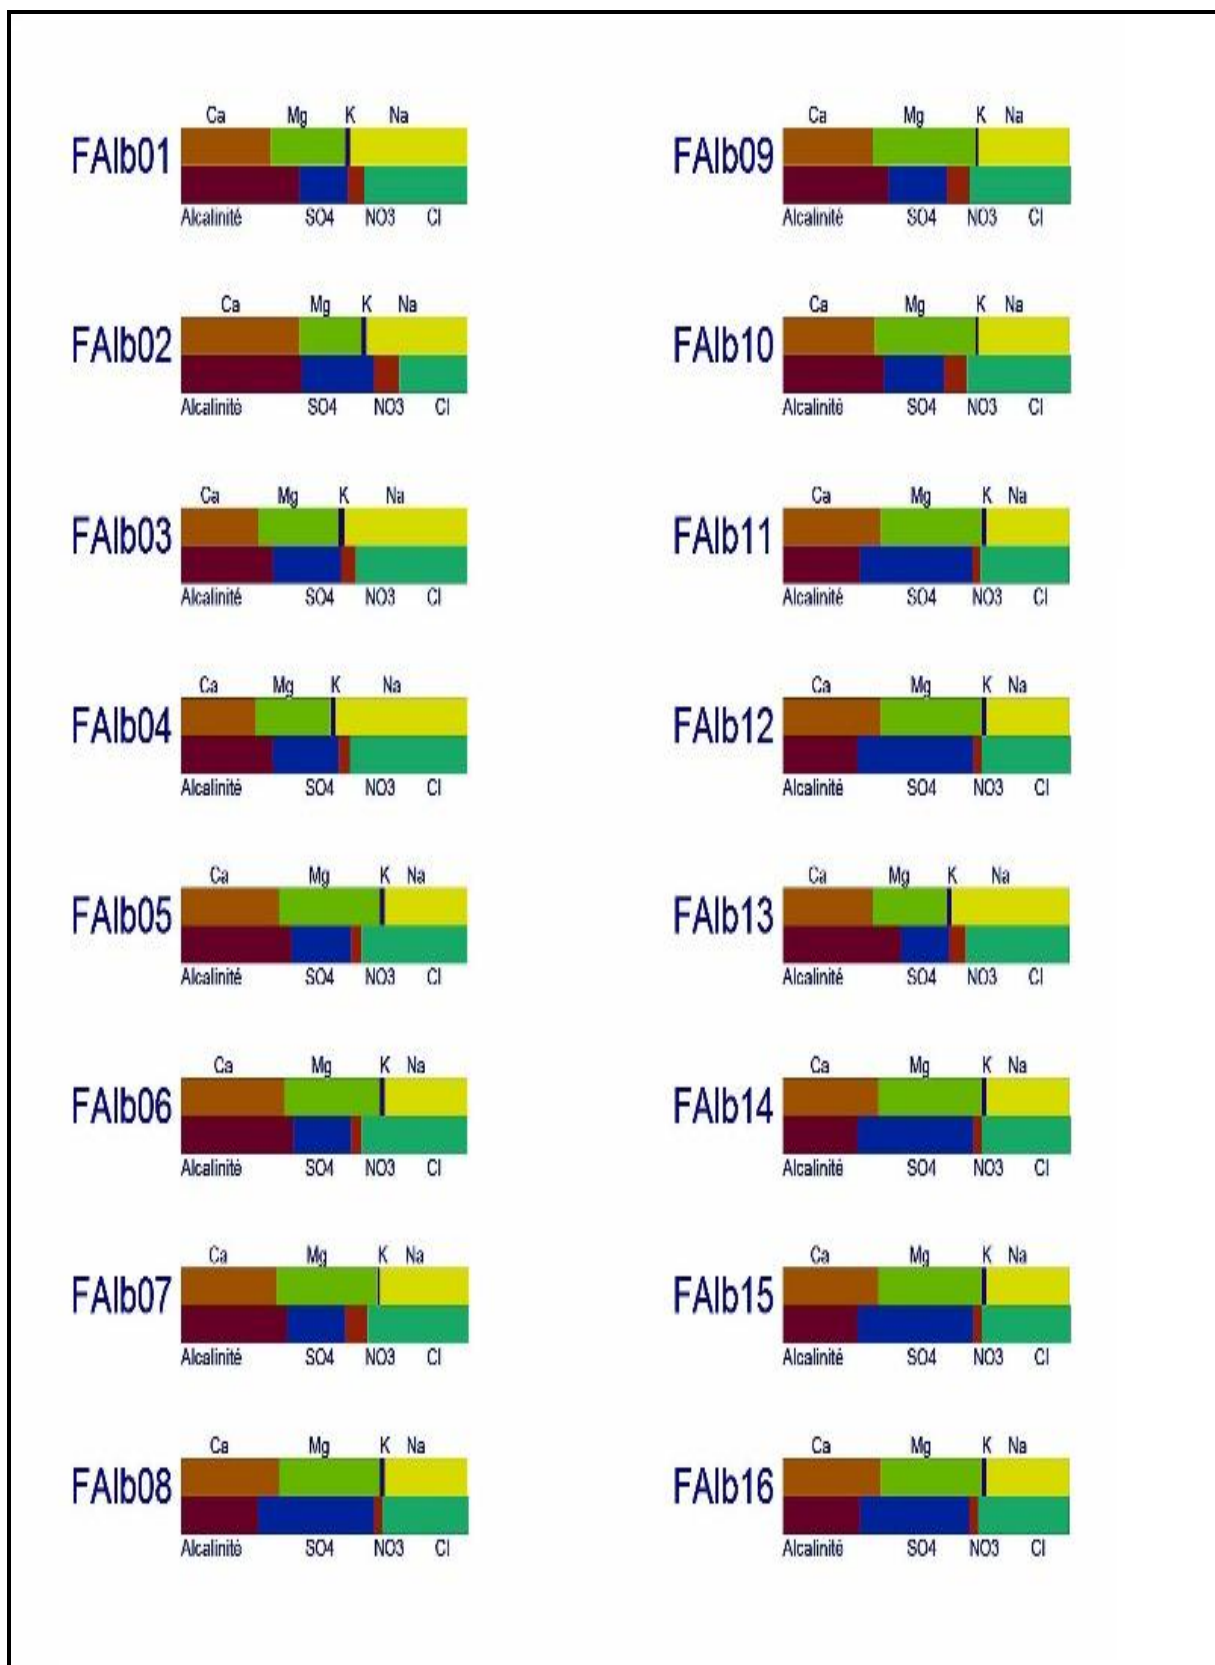 Ca Mg K Na
FAlb01
Alcalinité SO4 NO3 Cl
Ca Mg K Na
FAlb02
Alcalinité SO4 NO3 Cl
Ca Mg K Na
FAlb03
Alcalinité SO4 NO3 Cl
Ca Mg K Na
FAlb04
Alcalinité SO4 NO3 Cl
Ca Mg K Na
FAlb05
Alcalinité SO4 NO3 Cl
Ca Mg K Na
FAlb06
Alcalinité SO4 NO3 Cl
Ca Mg K Na
FAlb07
Alcalinité SO4 NO3 Cl
Ca Mg K Na
FAlb08
Alcalinité SO4 NO3 Cl
Ca Mg K Na
FAlb09
Alcalinité SO4 NO3 Cl
Ca Mg K Na
FAlb10
Alcalinité SO4 NO3 Cl
Ca Mg K Na
FAlb11
Alcalinité SO4 NO3 Cl
Ca Mg K Na
FAlb12
Alcalinité SO4 NO3 Cl
Ca Mg K Na
FAlb13
Alcalinité SO4 NO3 Cl
Ca Mg K Na
FAlb14
Alcalinité SO4 NO3 Cl
Ca Mg K Na
FAlb15
Alcalinité SO4 NO3 Cl
Ca Mg K Na
FAlb16
Alcalinité SO4 NO3 Cl